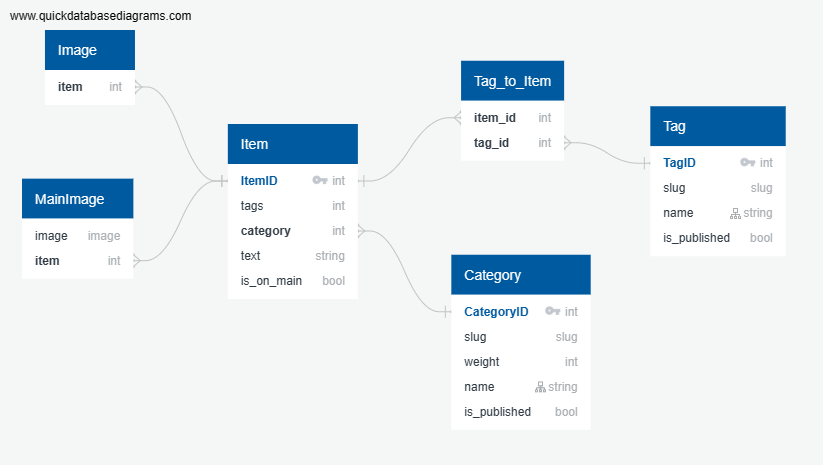 www.quickdatabasediagrams.com
Image
item int
MainImage
image image
item int
Item
ItemID int
tags int
category int
text string
is_on_main bool
Tag_to_Item
item_id int
tag_id int
Category
CategoryID int
slug slug
weight int
name string
is_published bool
Tag
TagID int
slug slug
name string
is_published bool